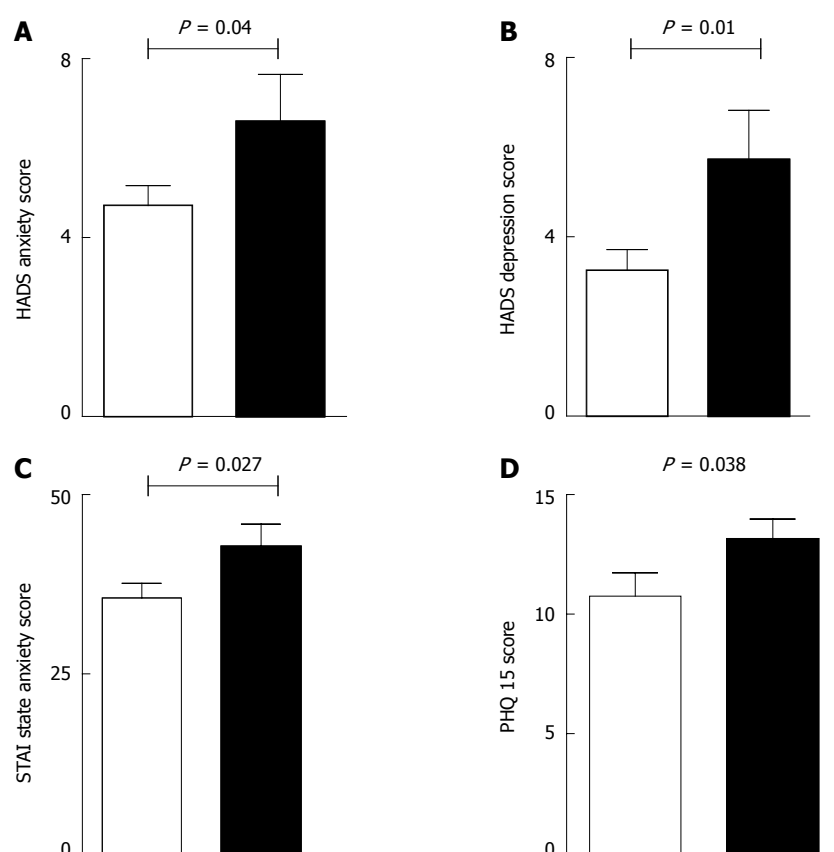 A
P = 0.04
8
4
0
HADS anxiety score
B
P = 0.01
8
4
0
HADS depression score
C
P = 0.027
50
25
0
STAI state anxiety score
D
P = 0.038
15
10
5
0
PHQ 15 score